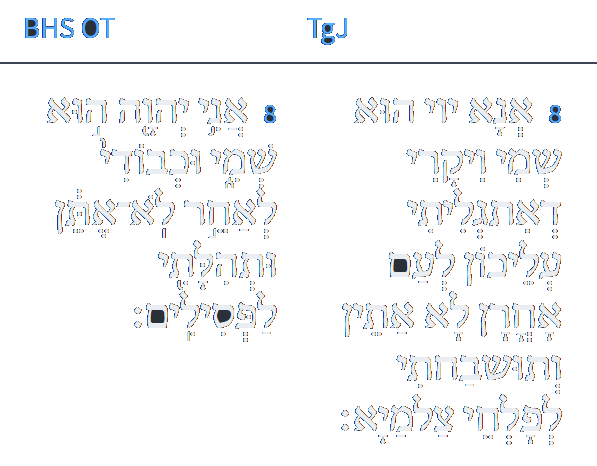 BHS OT
8 אֲנִ֥י יְהוָ֖ה ה֣וּא
שְׁמִ֑י וּכְבוֹדִי֙
לְאַחֵ֣ר לֹֽא־אֶתֵּ֔ן
וּתְהִלָּתִ֖י
לַפְּסִילִֽים׃
TgJ
8 אֲנָא יוי הוּא
שְׁמִי וִיקָרִי
דְאִתגְלִיתִי
עֲלֵיכוֹן לְעַם
אָחֳרָן לָא אַתֵין
וְתוּשׁבַחְתִי
לְפָלְחֵי צַלְמַיָא׃